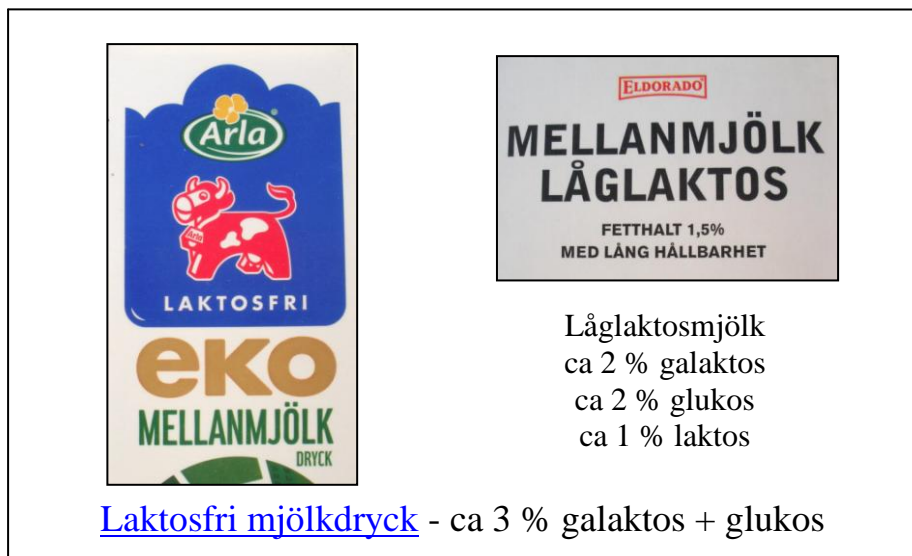 Arla
Arla
LAKTOSFRI
eko
MELLANMJÖLK
DRYCK
ELDORADO
MELLANMJÖLK
LÅGLAKTOS
FETTHALT 1,5%
MED LÅNG HÅLLBARHET
Låglaktosmjölk
ca 2 % galaktos
ca 2 % glukos
ca 1 % laktos
Laktosfri mjölkdryck - ca 3 % galaktos + glukos